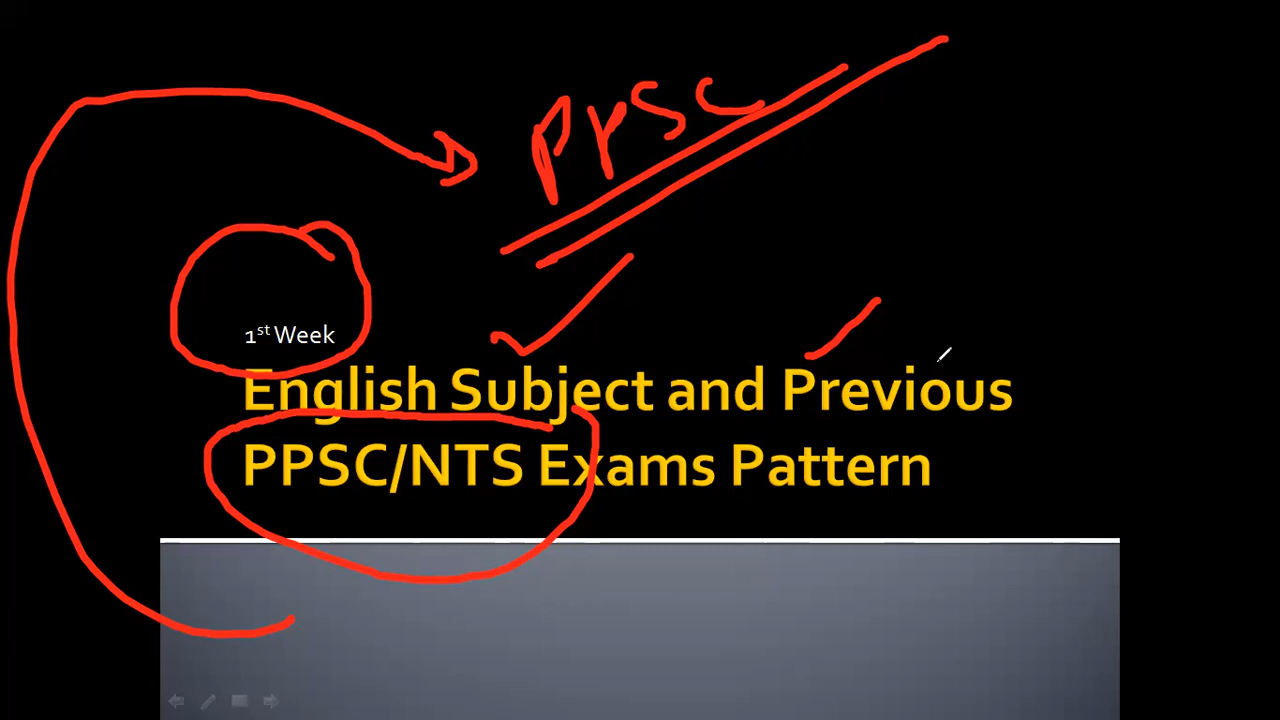 PPSC
1st Week
English Subject and Previous
PPSC/NTS Exams Pattern